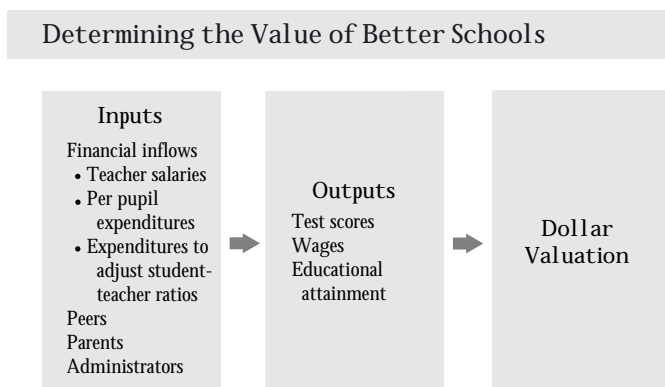 Determining the Value of Better Schools
Inputs
Financial inflows
• Teacher salaries
• Per pupil
expenditures
• Expenditures to
adjust student-
teacher ratios
Peers
Parents
Administrators
Outputs
Test scores
Wages
Educational
attainment
Dollar
Valuation